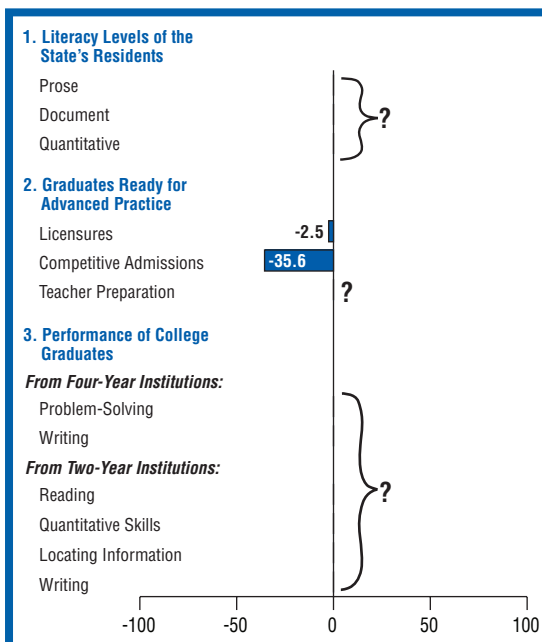 1. Literacy Levels of the
State’s Residents
Prose
Document
?
Quantitative
2. Graduates Ready for
Advanced Practice
Licensures -2.5
Competitive Admissions -35.6
Teacher Preparation ?
3. Performance of College
Graduates
From Four-Year Institutions:
Problem-Solving
Writing
From Two-Year Institutions:
Reading
?
Quantitative Skills
Locating Information
Writing
-100 -50 0 50 100